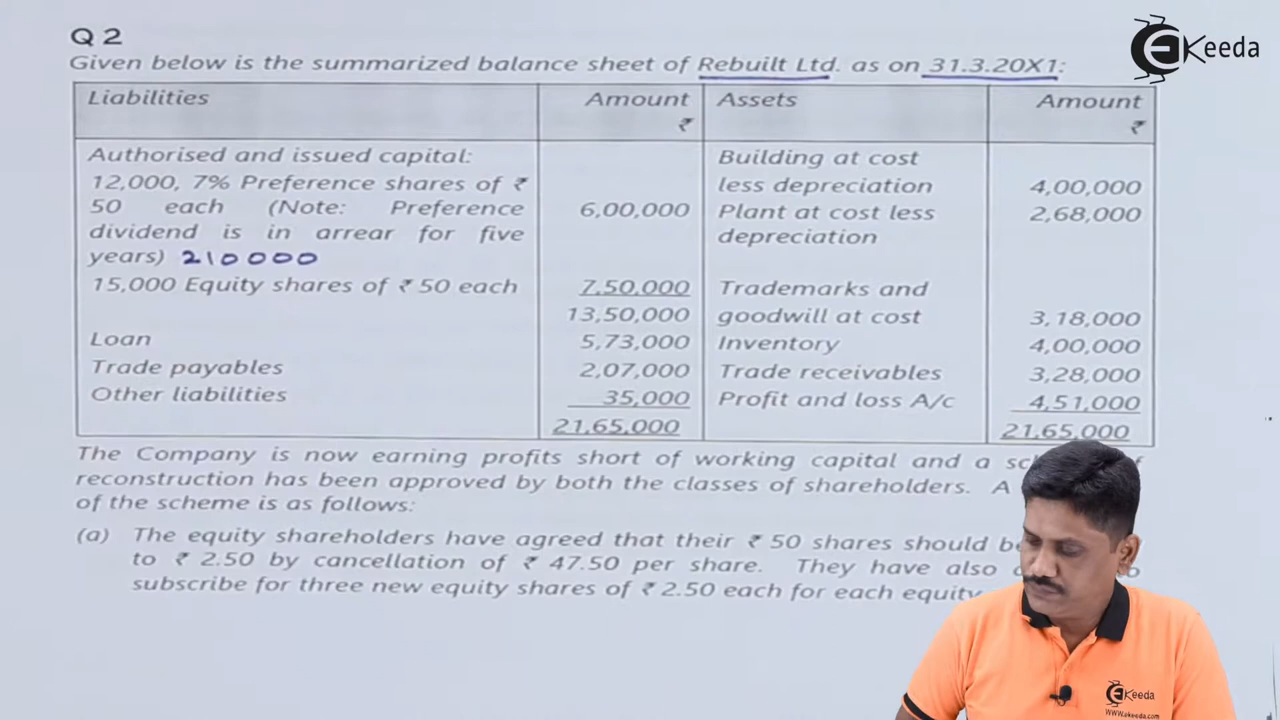 Q 2
Given below is the summarized balance sheet of Rebuilt Ltd. as on 31.3.20X1:
EKeeda
Liabilities Amount ₹ Assets Amount ₹
Authorised and issued capital: Building at cost
12,000, 7% Preference shares of ₹ less depreciation 4,00,000
50 each (Note: Preference 6,00,000 Plant at cost less 2,68,000
dividend is in arrear for five depreciation
years) 210000
15,000 Equity shares of ₹ 50 each 7,50,000 Trademarks and
13,50,000 goodwill at cost 3,18,000
Loan 5,73,000 Inventory 4,00,000
Trade payables 2,07,000 Trade receivables 3,28,000
Other liabilities 35,000 Profit and loss A/c 4,51,000
21,65,000 21,65,000
The Company is now earning profits short of working capital and a
reconstruction has been approved by both the classes of shareholders. A
of the scheme is as follows:
(a) The equity shareholders have agreed that their ₹ 50 shares should
to ₹ 2.50 by cancellation of ₹ 47.50 per share. They have also
subscribe for three new equity shares of ₹ 2.50 each for each equity
EKeeda
www.ekeeda.com